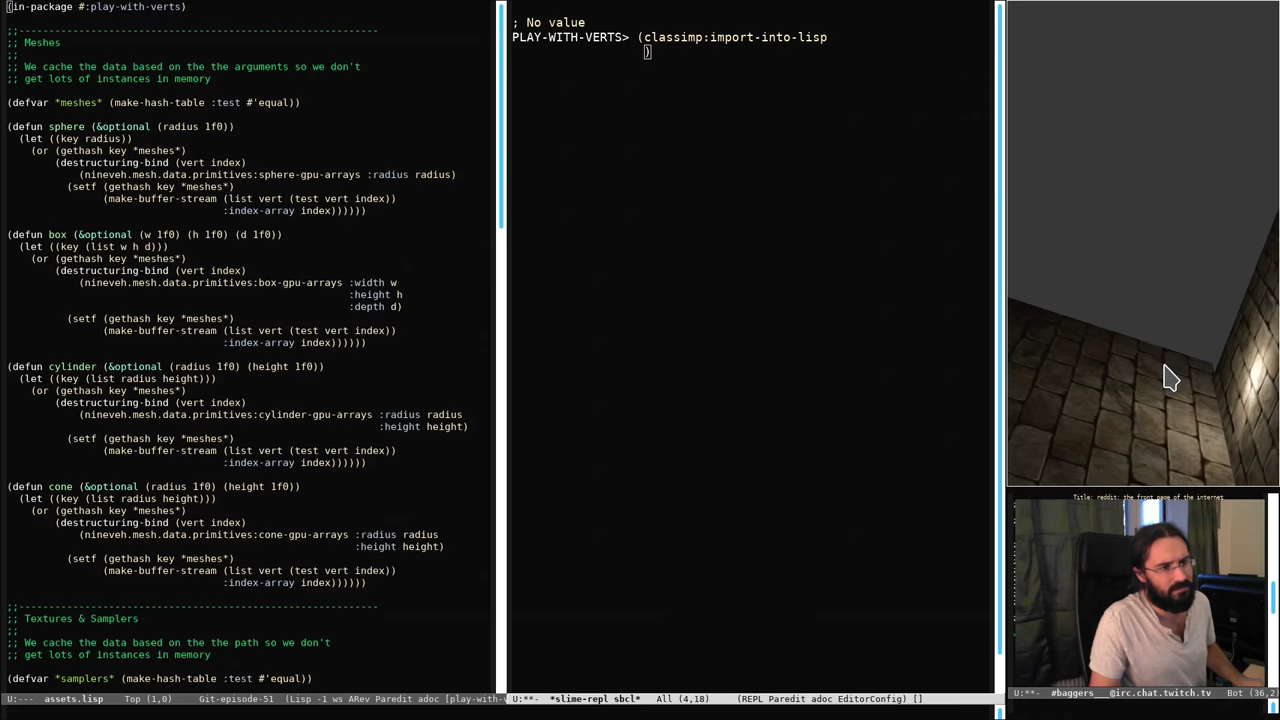 (in-package #:play-with-verts)
;;----------------------------------------------------------
;; Meshes
;;
;; We cache the data based on the the arguments so we don't
;; get lots of instances in memory
(defvar *meshes* (make-hash-table :test #'equal))
(defun sphere (&optional (radius 1f0))
  (let ((key radius))
    (or (gethash key *meshes*)
        (destructuring-bind (vert index)
            (nineveh.mesh.data.primitives:sphere-gpu-arrays :radius radius)
          (setf (gethash key *meshes*)
                (make-buffer-stream (list vert (test vert index))
                                    :index-array index))))))
(defun box (&optional (w 1f0) (h 1f0) (d 1f0))
  (let ((key (list w h d)))
    (or (gethash key *meshes*)
        (destructuring-bind (vert index)
            (nineveh.mesh.data.primitives:box-gpu-arrays :width w
                                                         :height h
                                                         :depth d)
          (setf (gethash key *meshes*)
                (make-buffer-stream (list vert (test vert index))
                                    :index-array index))))))
(defun cylinder (&optional (radius 1f0) (height 1f0))
  (let ((key (list radius height)))
    (or (gethash key *meshes*)
        (destructuring-bind (vert index)
            (nineveh.mesh.data.primitives:cylinder-gpu-arrays :radius radius
                                                              :height height)
          (setf (gethash key *meshes*)
                (make-buffer-stream (list vert (test vert index))
                                    :index-array index))))))
(defun cone (&optional (radius 1f0) (height 1f0))
  (let ((key (list radius height)))
    (or (gethash key *meshes*)
        (destructuring-bind (vert index)
            (nineveh.mesh.data.primitives:cone-gpu-arrays :radius radius
                                                          :height height)
          (setf (gethash key *meshes*)
                (make-buffer-stream (list vert (test vert index))
                                    :index-array index))))))
;;----------------------------------------------------------
;; Textures & Samplers
;;
;; We cache the data based on the the path so we don't
;; get lots of instances in memory
(defvar *samplers* (make-hash-table :test #'equal))
U:---  assets.lisp    Top (1,0)    Git-episode-51  (Lisp -1 ws ARev Paredit adoc [play-with-v
; No value
PLAY-WITH-VERTS> (classimp:import-into-lisp
)
U:**-  *slime-repl sbcl*   All (4,18)    (REPL Paredit adoc EditorConfig) []
Title: reddit: the front page of the internet
U:**-  #baggers___@irc.chat.twitch.tv   Bot (36,2)